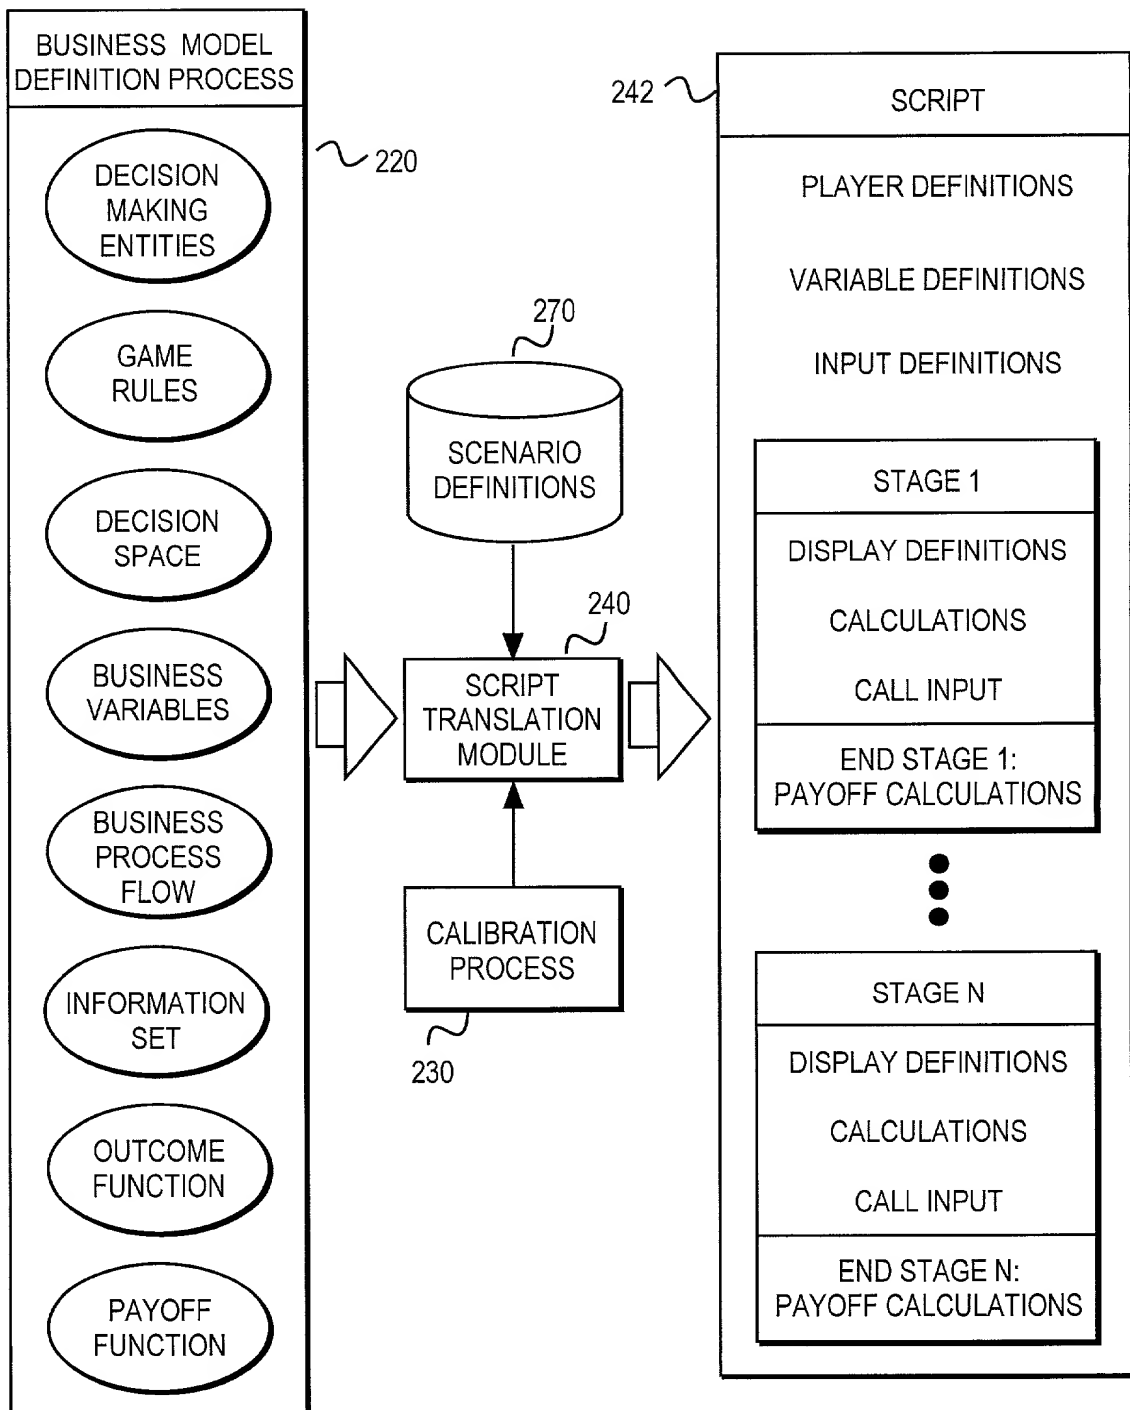 BUSINESS MODEL
DEFINITION PROCESS
220
DECISION
MAKING
ENTITIES
GAME
RULES
DECISION
SPACE
BUSINESS
VARIABLES
BUSINESS
PROCESS
FLOW
INFORMATION
SET
OUTCOME
FUNCTION
PAYOFF
FUNCTION
270
SCENARIO
DEFINITIONS
240
SCRIPT
TRANSLATION
MODULE
CALIBRATION
PROCESS
230
242
SCRIPT
PLAYER DEFINITIONS
VARIABLE DEFINITIONS
INPUT DEFINITIONS
STAGE 1
DISPLAY DEFINITIONS
CALCULATIONS
CALL INPUT
END STAGE 1:
PAYOFF CALCULATIONS
STAGE N
DISPLAY DEFINITIONS
CALCULATIONS
CALL INPUT
END STAGE N:
PAYOFF CALCULATIONS